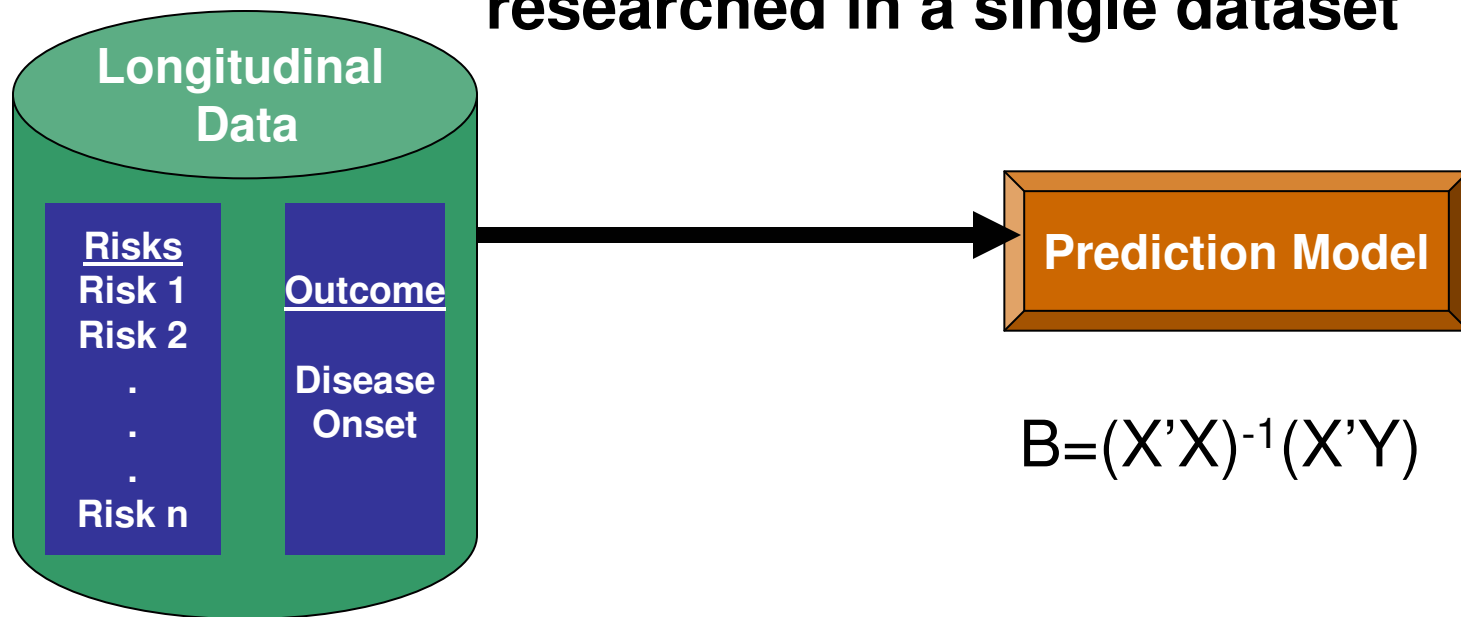 researched in a single dataset
Longitudinal
Data
Risks
Risk 1
Risk 2
.
.
.
Risk n
Outcome
Disease
Onset
Prediction Model
B=(X’X)-1(X’Y)